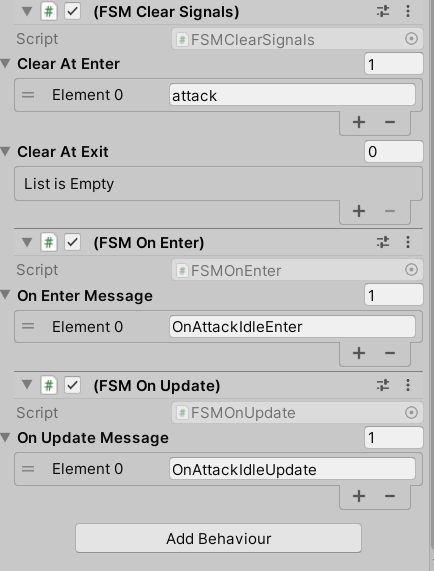 (FSM Clear Signals)
Script FSMClearSignals
Clear At Enter 1
Element 0 attack
Clear At Exit 0
List is Empty
(FSM On Enter)
Script FSMOnEnter
On Enter Message 1
Element 0 OnAttackIdleEnter
(FSM On Update)
Script FSMOnUpdate
On Update Message 1
Element 0 OnAttackIdleUpdate
Add Behaviour